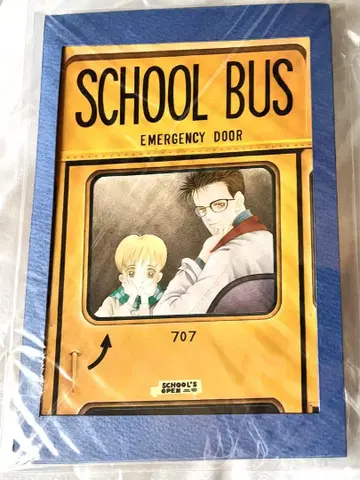 SCHOOL BUS
EMERGENCY DOOR
707
SCHOOL'S
OPEN